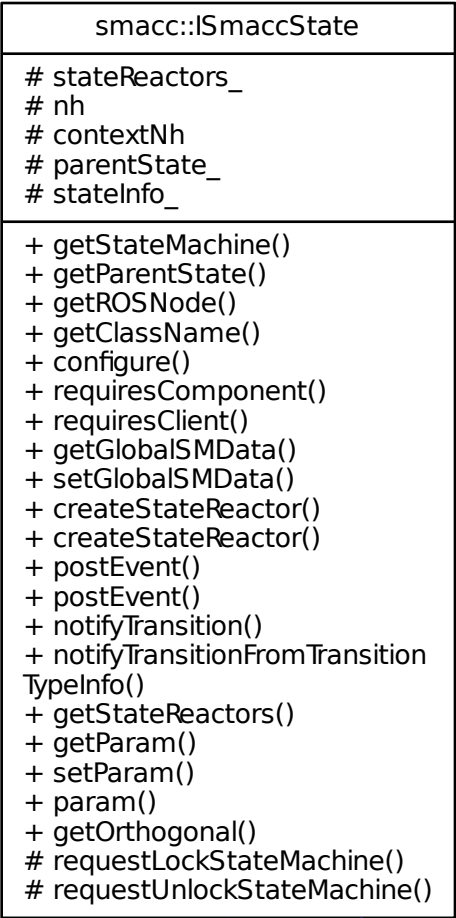 smacc::ISmaccState
# stateReactors_
# nh
# contextNh
# parentState_
# stateInfo_
+ getStateMachine()
+ getParentState()
+ getROSNode()
+ getClassName()
+ configure()
+ requiresComponent()
+ requiresClient()
+ getGlobalSMData()
+ setGlobalSMData()
+ createStateReactor()
+ createStateReactor()
+ postEvent()
+ postEvent()
+ notifyTransition()
+ notifyTransitionFromTransition
TypeInfo()
+ getStateReactors()
+ getParam()
+ setParam()
+ param()
+ getOrthogonal()
# requestLockStateMachine()
# requestUnlockStateMachine()